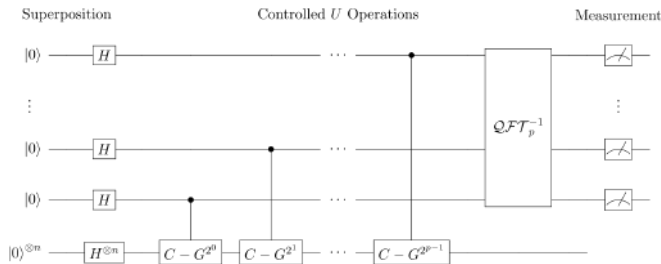 Superposition Controlled U Operations Measurement
|0⟩ H ···
⋮ QFT_p^{-1} ⋮
|0⟩ H ···
|0⟩ H ···
|0⟩^{⊗n} H^{⊗n} C − G^{2^0} C − G^{2^1} ··· C − G^{2^{p−1}}